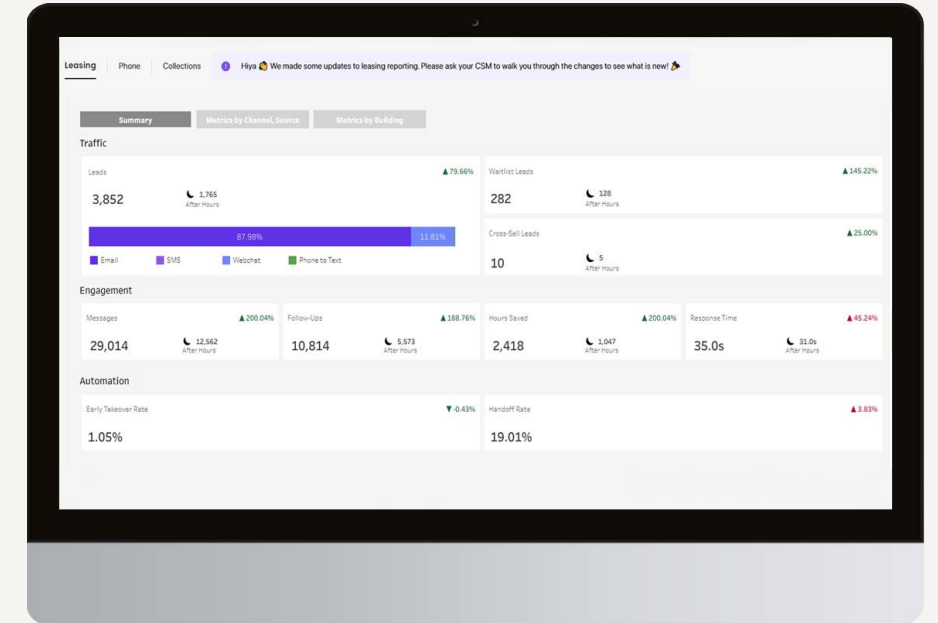 Leasing
Phone
Collections
Hiya We made some updates to leasing reporting. Please ask your CSM to walk you through the changes to see what is new!
Summary
Metrics by Channel, Source
Metrics by Building
Traffic
Leads
▲ 79.66%
3,852
1,765
After Hours
87.98%
11.81%
Email
SMS
Webchat
Phone to Text
Waitlist Leads
▲ 145.22%
282
128
After Hours
Cross-Sell Leads
▲ 25.00%
10
5
After Hours
Engagement
Messages
▲ 200.04%
29,014
12,562
After Hours
Follow-Ups
▲ 188.76%
10,814
5,573
After Hours
Hours Saved
▲ 200.04%
2,418
1,047
After Hours
Response Time
▲ 45.24%
35.0s
31.0s
After Hours
Automation
Early Takeover Rate
▼ -0.43%
1.05%
Handoff Rate
▲ 3.83%
19.01%